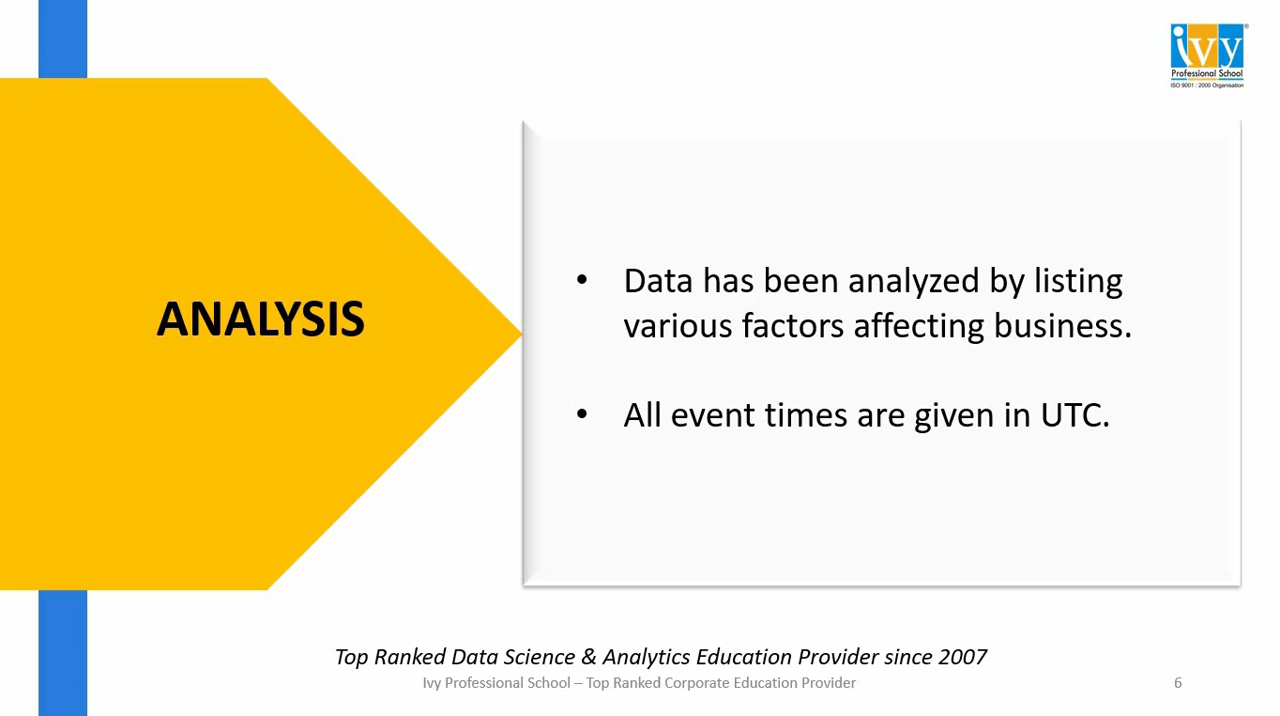 ivy
Professional School
ISO 9001 : 2000 Organisation
ANALYSIS
• Data has been analyzed by listing
various factors affecting business.
• All event times are given in UTC.
Top Ranked Data Science & Analytics Education Provider since 2007
Ivy Professional School – Top Ranked Corporate Education Provider
6